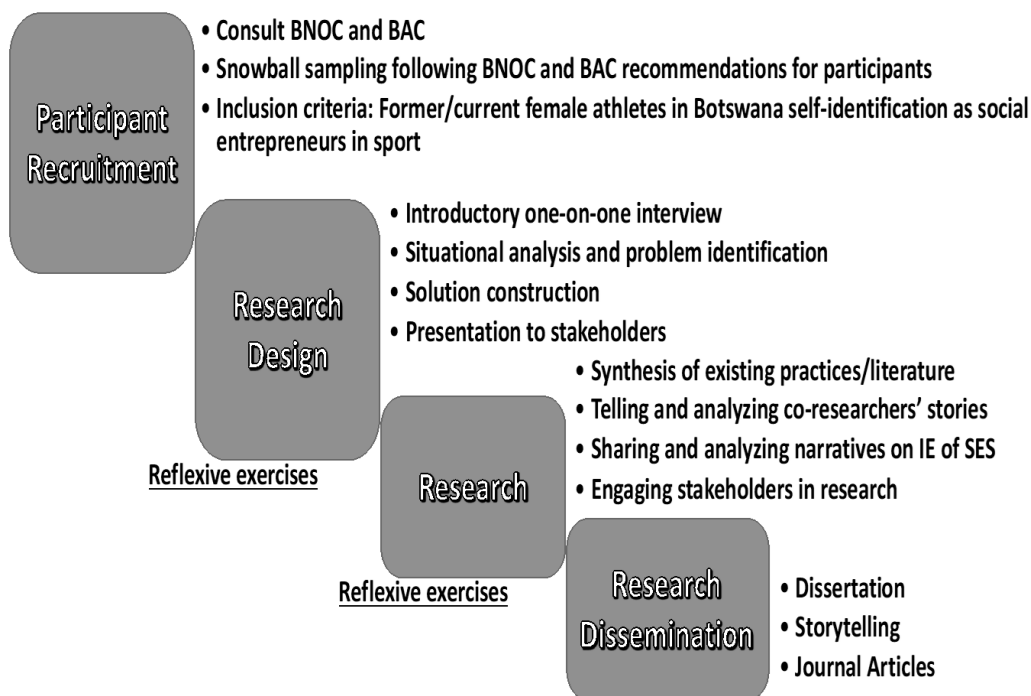 Participant
Recruitment
• Consult BNOC and BAC
• Snowball sampling following BNOC and BAC recommendations for participants
• Inclusion criteria: Former/current female athletes in Botswana self-identification as social
entrepreneurs in sport
Research
Design
• Introductory one-on-one interview
• Situational analysis and problem identification
• Solution construction
• Presentation to stakeholders
Reflexive exercises
Research
• Synthesis of existing practices/literature
• Telling and analyzing co-researchers’ stories
• Sharing and analyzing narratives on IE of SES
• Engaging stakeholders in research
Reflexive exercises
Research
Dissemination
• Dissertation
• Storytelling
• Journal Articles